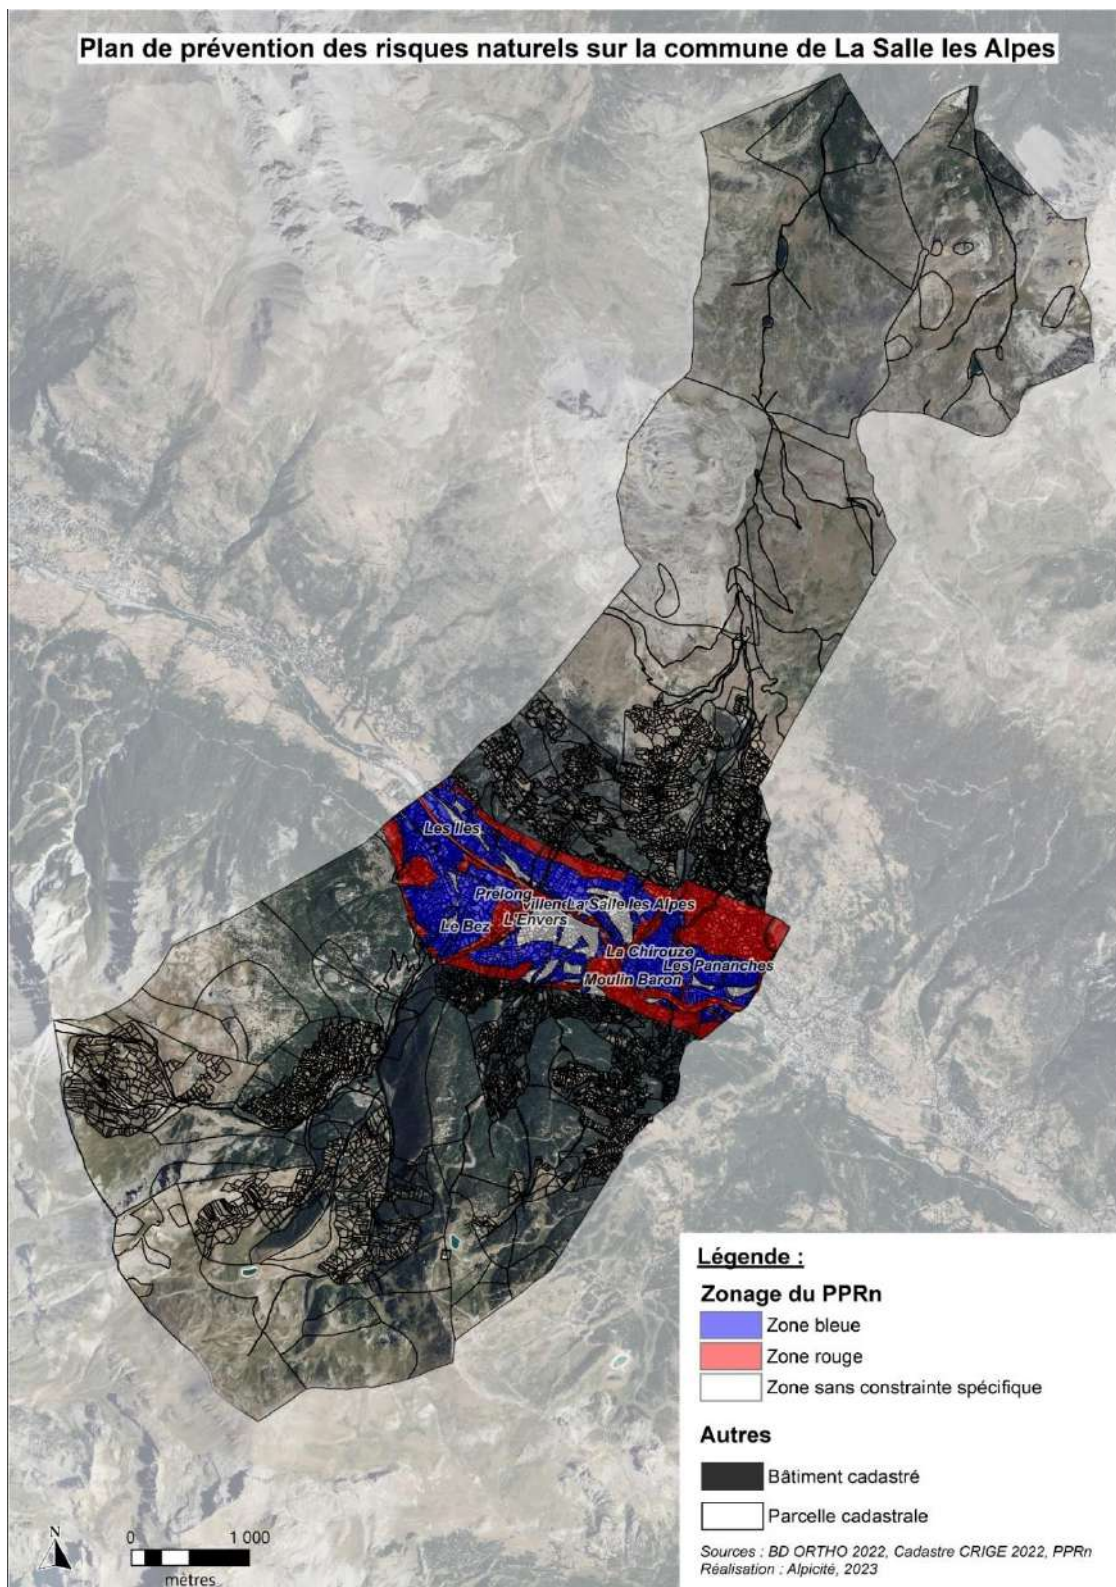 Plan de prévention des risques naturels sur la commune de La Salle les Alpes
Les Iles
Prelong
La Salle les Alpes
L'Envers
Le Bez
La Chirouze
Les Pananches
Moulin Baron
Légende :
Zonage du PPRn
Zone bleue
Zone rouge
Zone sans constrainte spécifique
Autres
Bâtiment cadastré
Parcelle cadastrale
N
0 1 000
mètres
Sources : BD ORTHO 2022, Cadastre CRIGE 2022, PPRn
Réalisation : Alpicité, 2023